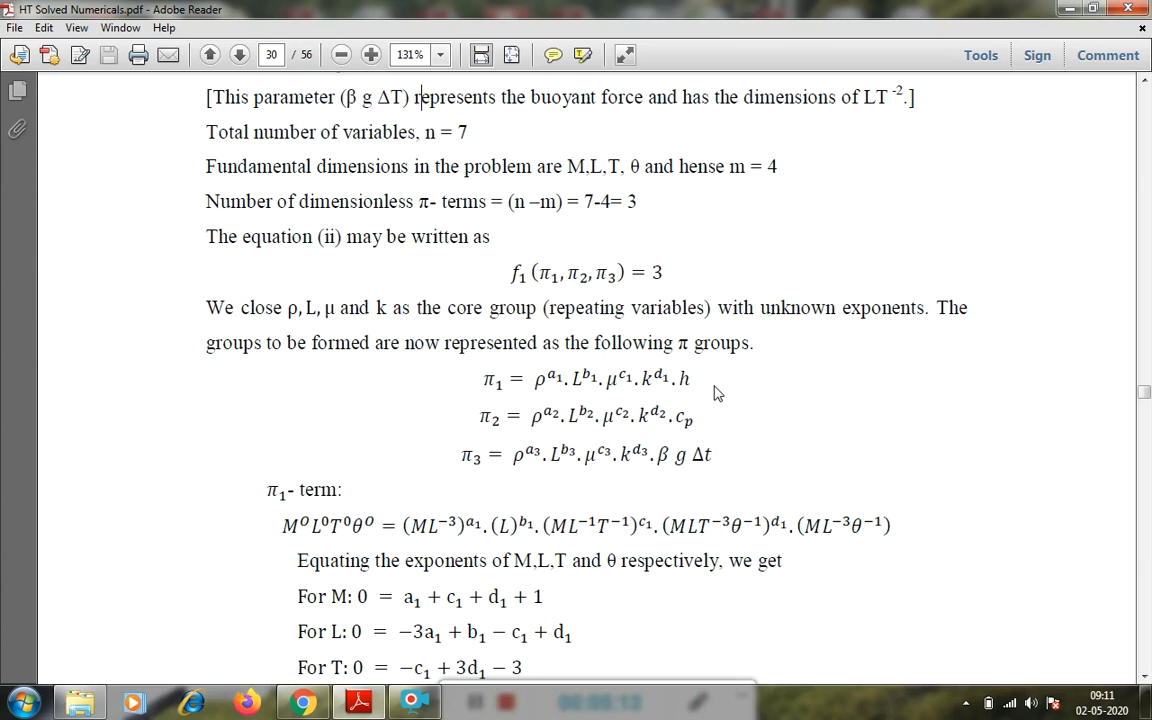 HT Solved Numericals.pdf - Adobe Reader
File Edit View Window Help
30 / 56 131% Tools Sign Comment
[This parameter (β g ΔT) represents the buoyant force and has the dimensions of LT ⁻².]
Total number of variables, n = 7
Fundamental dimensions in the problem are M,L,T, θ and hense m = 4
Number of dimensionless π- terms = (n –m) = 7-4= 3
The equation (ii) may be written as
f₁ (π₁, π₂, π₃) = 3
We close ρ, L, μ and k as the core group (repeating variables) with unknown exponents. The
groups to be formed are now represented as the following π groups.
π₁ = ρ^a₁. L^b₁. μ^c₁. k^d₁. h
π₂ = ρ^a₂. L^b₂. μ^c₂. k^d₂. c_p
π₃ = ρ^a₃. L^b₃. μ^c₃. k^d₃. β g Δt
π₁- term:
M^O L⁰T⁰θ^O = (ML⁻³)^a₁. (L)^b₁. (ML⁻¹T⁻¹)^c₁. (MLT⁻³θ⁻¹)^d₁. (ML⁻³θ⁻¹)
Equating the exponents of M,L,T and θ respectively, we get
For M: 0 = a₁ + c₁ + d₁ + 1
For L: 0 = −3a₁ + b₁ − c₁ + d₁
For T: 0 = −c₁ + 3d₁ − 3
09:11
02-05-2020